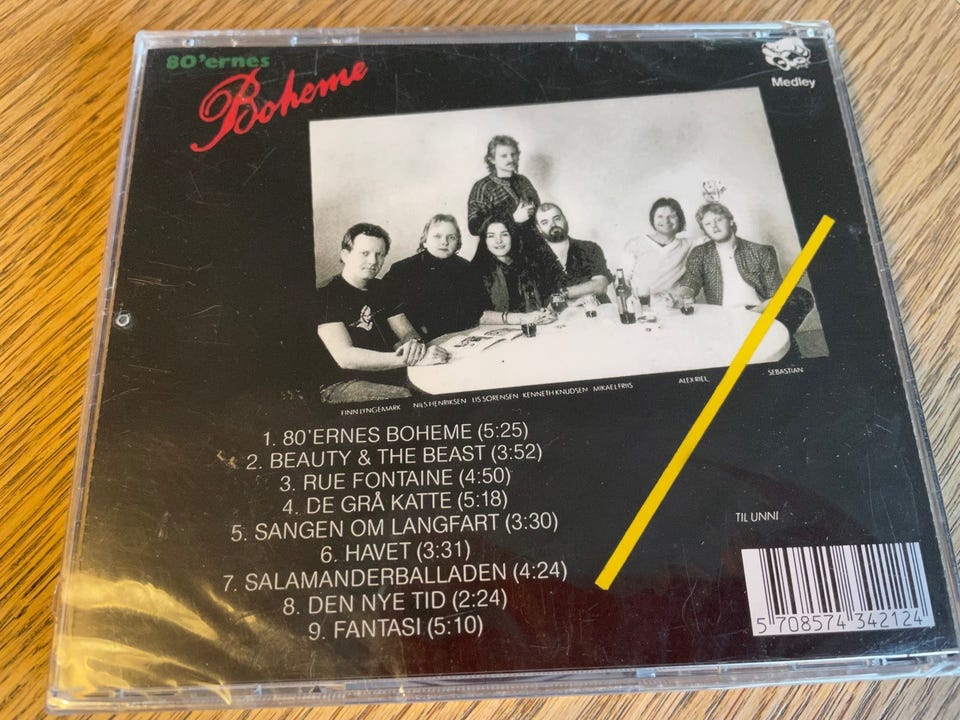 80'ernes
Boheme
Medley
FINN LYNGEMARK NILS HENRIKSEN LIS SØRENSEN KENNETH KNUDSEN MIKAEL FRIIS ALEX RIEL SEBASTIAN
1. 80'ERNES BOHEME (5:25)
2. BEAUTY & THE BEAST (3:52)
3. RUE FONTAINE (4:50)
4. DE GRÅ KATTE (5:18)
5. SANGEN OM LANGFART (3:30)
6. HAVET (3:31)
7. SALAMANDERBALLADEN (4:24)
8. DEN NYE TID (2:24)
9. FANTASI (5:10)
TIL UNNI
5 708574 342124